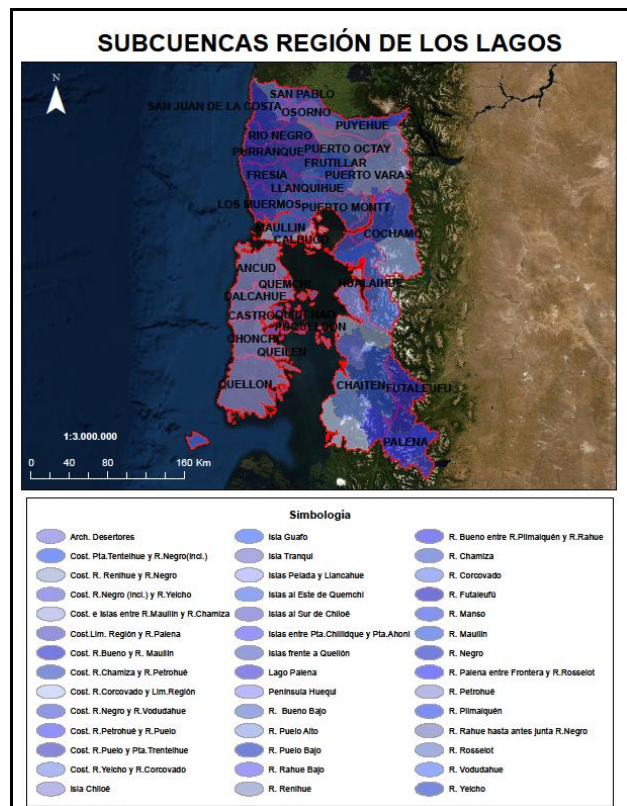 SUBCUENCAS REGIÓN DE LOS LAGOS
N
SAN PABLO
SAN JUAN DE LA COSTA
OSORNO
PUYEHUE
RIO NEGRO
PURRANQUE
PUERTO OCTAY
FRUTILLAR
FRESIA
PUERTO VARAS
LLANQUIHUE
LOS MUERMOS
PUERTO MONTT
MAULLIN
COCHAMO
CALBUCO
ANCUD
QUEMCHI
HUALAIHUE
DALCAHUE
CASTRO
QUINCHAO
PUQUELDON
CHONCHI
QUEILEN
QUELLON
CHAITEN
FUTALEUFU
PALENA
1:3.000.000
0 40 80 160 Km
Simbología
Arch. Desertores
Cost. Pta.Tentelhue y R.Negro(incl.)
Cost. R. Renihue y R.Negro
Cost. R.Negro (incl.) y R.Yelcho
Cost. e Islas entre R.Maullin y R.Chamiza
Cost.Lim. Región y R.Palena
Cost. R.Bueno y R. Maullin
Cost. R.Chamiza y R.Petrohué
Cost. R.Corcovado y Lim.Región
Cost. R.Negro y R.Vodudahue
Cost. R.Petrohué y R.Puelo
Cost. R.Puelo y Pta.Trentelhue
Cost. R.Yelcho y R.Corcovado
Isla Chiloé
Isla Guafo
Isla Tranqui
Islas Pelada y Llancahue
Islas al Este de Quemchi
Islas al Sur de Chiloé
Islas entre Pta.Chilidque y Pta.Ahoni
Islas frente a Quellón
Lago Palena
Península Huequi
R. Bueno Bajo
R. Puelo Alto
R. Puelo Bajo
R. Rahue Bajo
R. Renihue
R. Bueno entre R.Pilmaiquén y R.Rahue
R. Chamiza
R. Corcovado
R. Futaleufú
R. Manso
R. Maullin
R. Negro
R. Palena entre Frontera y R.Rosselot
R. Petrohué
R. Pilmaiquén
R. Rahue hasta antes junta R.Negro
R. Rosselot
R. Vodudahue
R. Yelcho